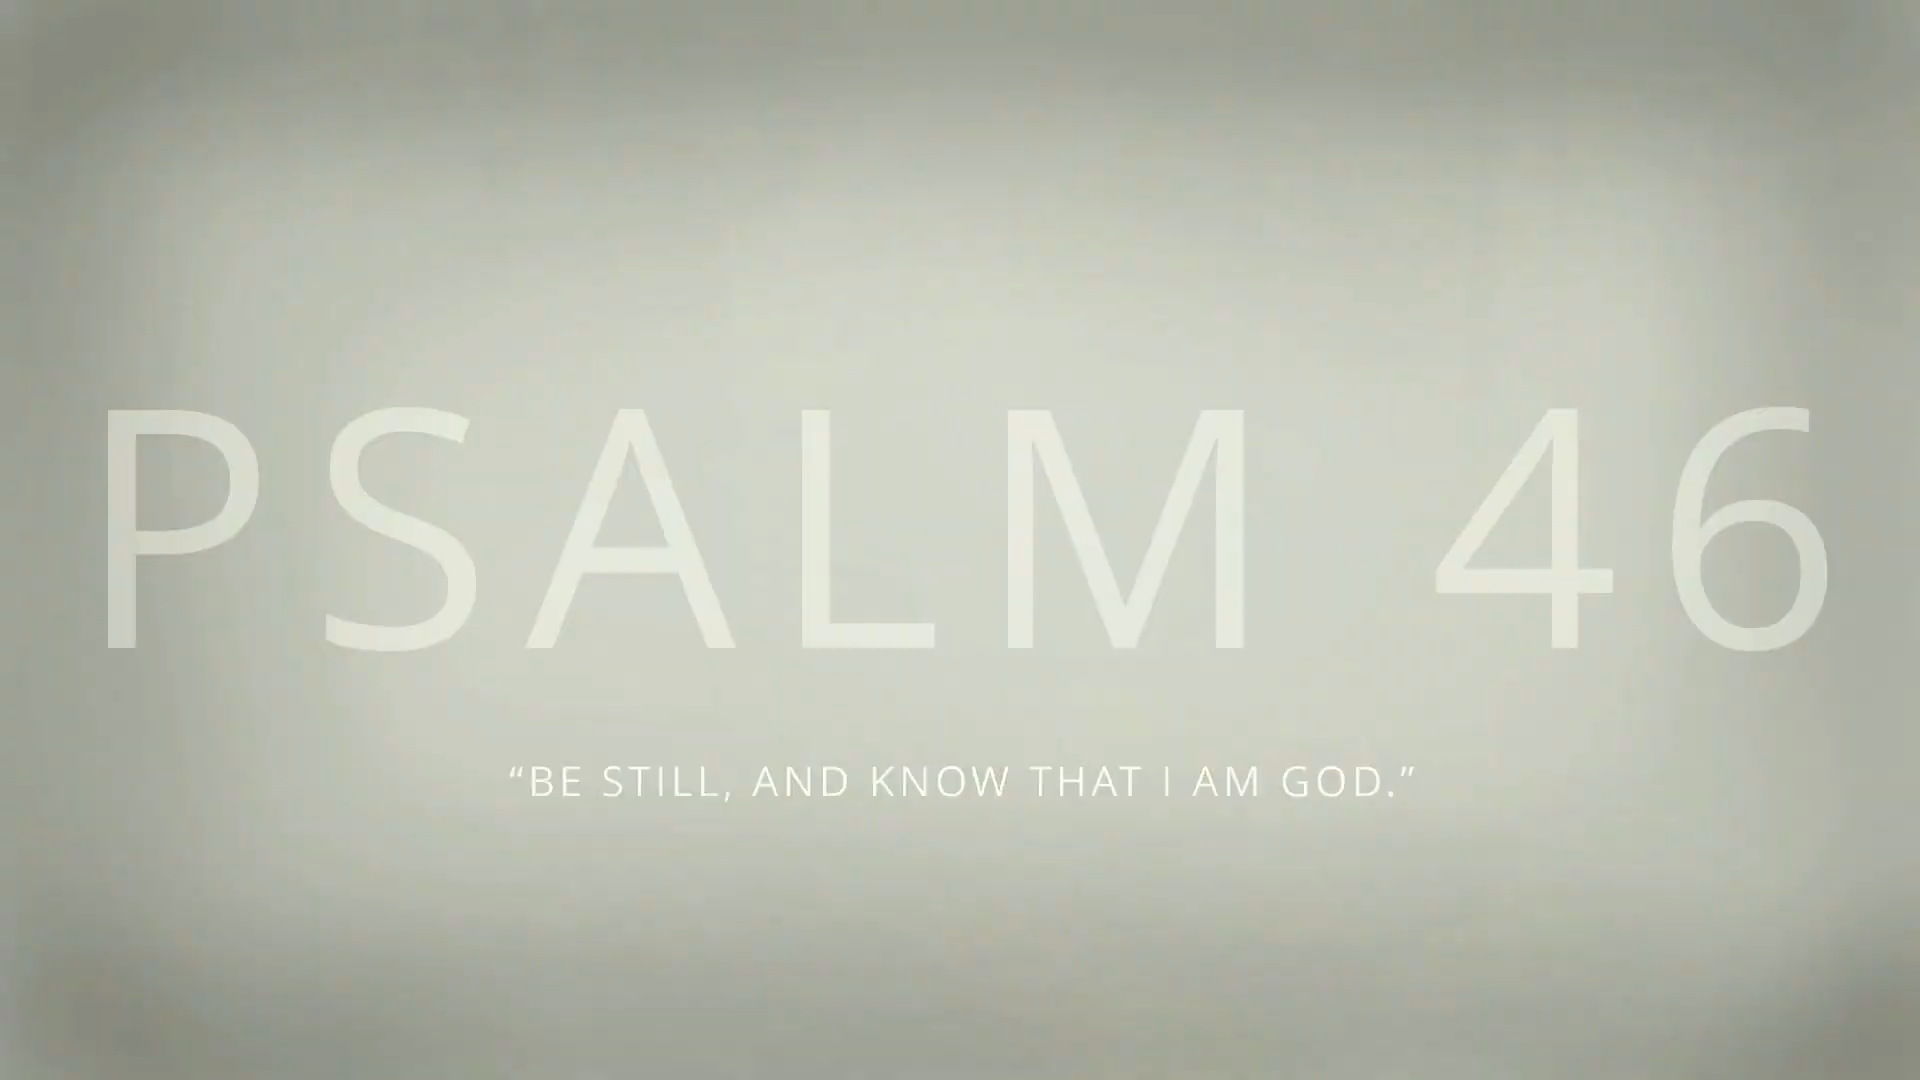 PSALM 46
“BE STILL, AND KNOW THAT I AM GOD.”